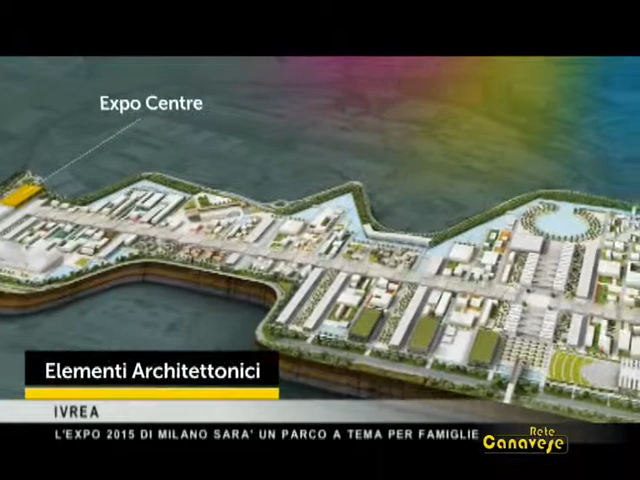 Expo Centre
Elementi Architettonici
IVREA
L'EXPO 2015 DI MILANO SARA' UN PARCO A TEMA PER FAMIGLIE
Rete
Canavese